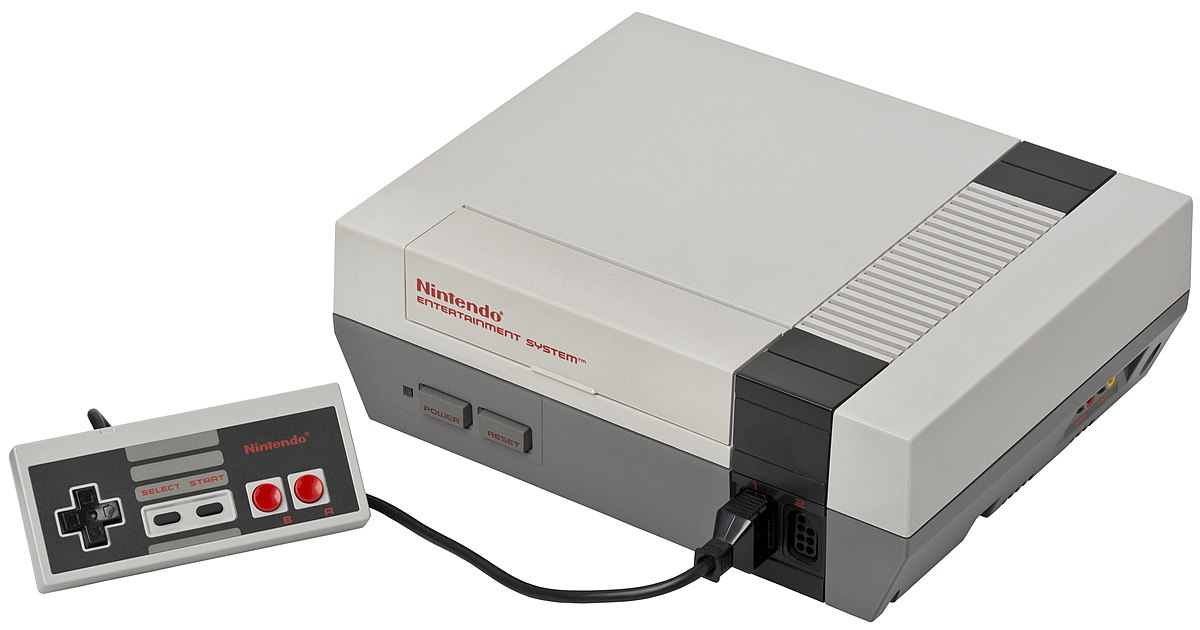 Nintendo®
ENTERTAINMENT SYSTEM™
POWER
RESET
Nintendo®
SELECT START
B
A
1
2